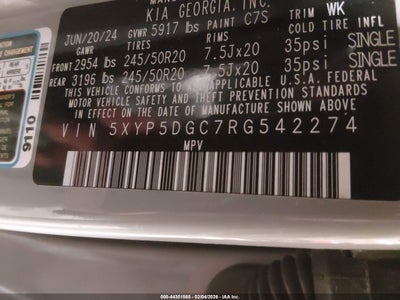 KIA GEORGIA, INC.
JUN/20/24 GVWR 5917 lbs PAINT C7S TRIM WK
GAWR TIRES RIMS COLD TIRE INFL
FRONT 2954 lbs 245/50R20 7.5Jx20 35psi SINGLE
REAR 3196 lbs 245/50R20 7.5Jx20 35psi SINGLE
THIS VEHICLE CONFORMS TO ALL APPLICABLE U.S.A. FEDERAL
MOTOR VEHICLE SAFETY AND THEFT PREVENTION STANDARDS
IN EFFECT ON THE DATE OF MANUFACTURE SHOWN ABOVE
VIN 5XYP5DGC7RG542274
MPV
9110
000-44201565 - 02/04/2026 - IAA Inc.